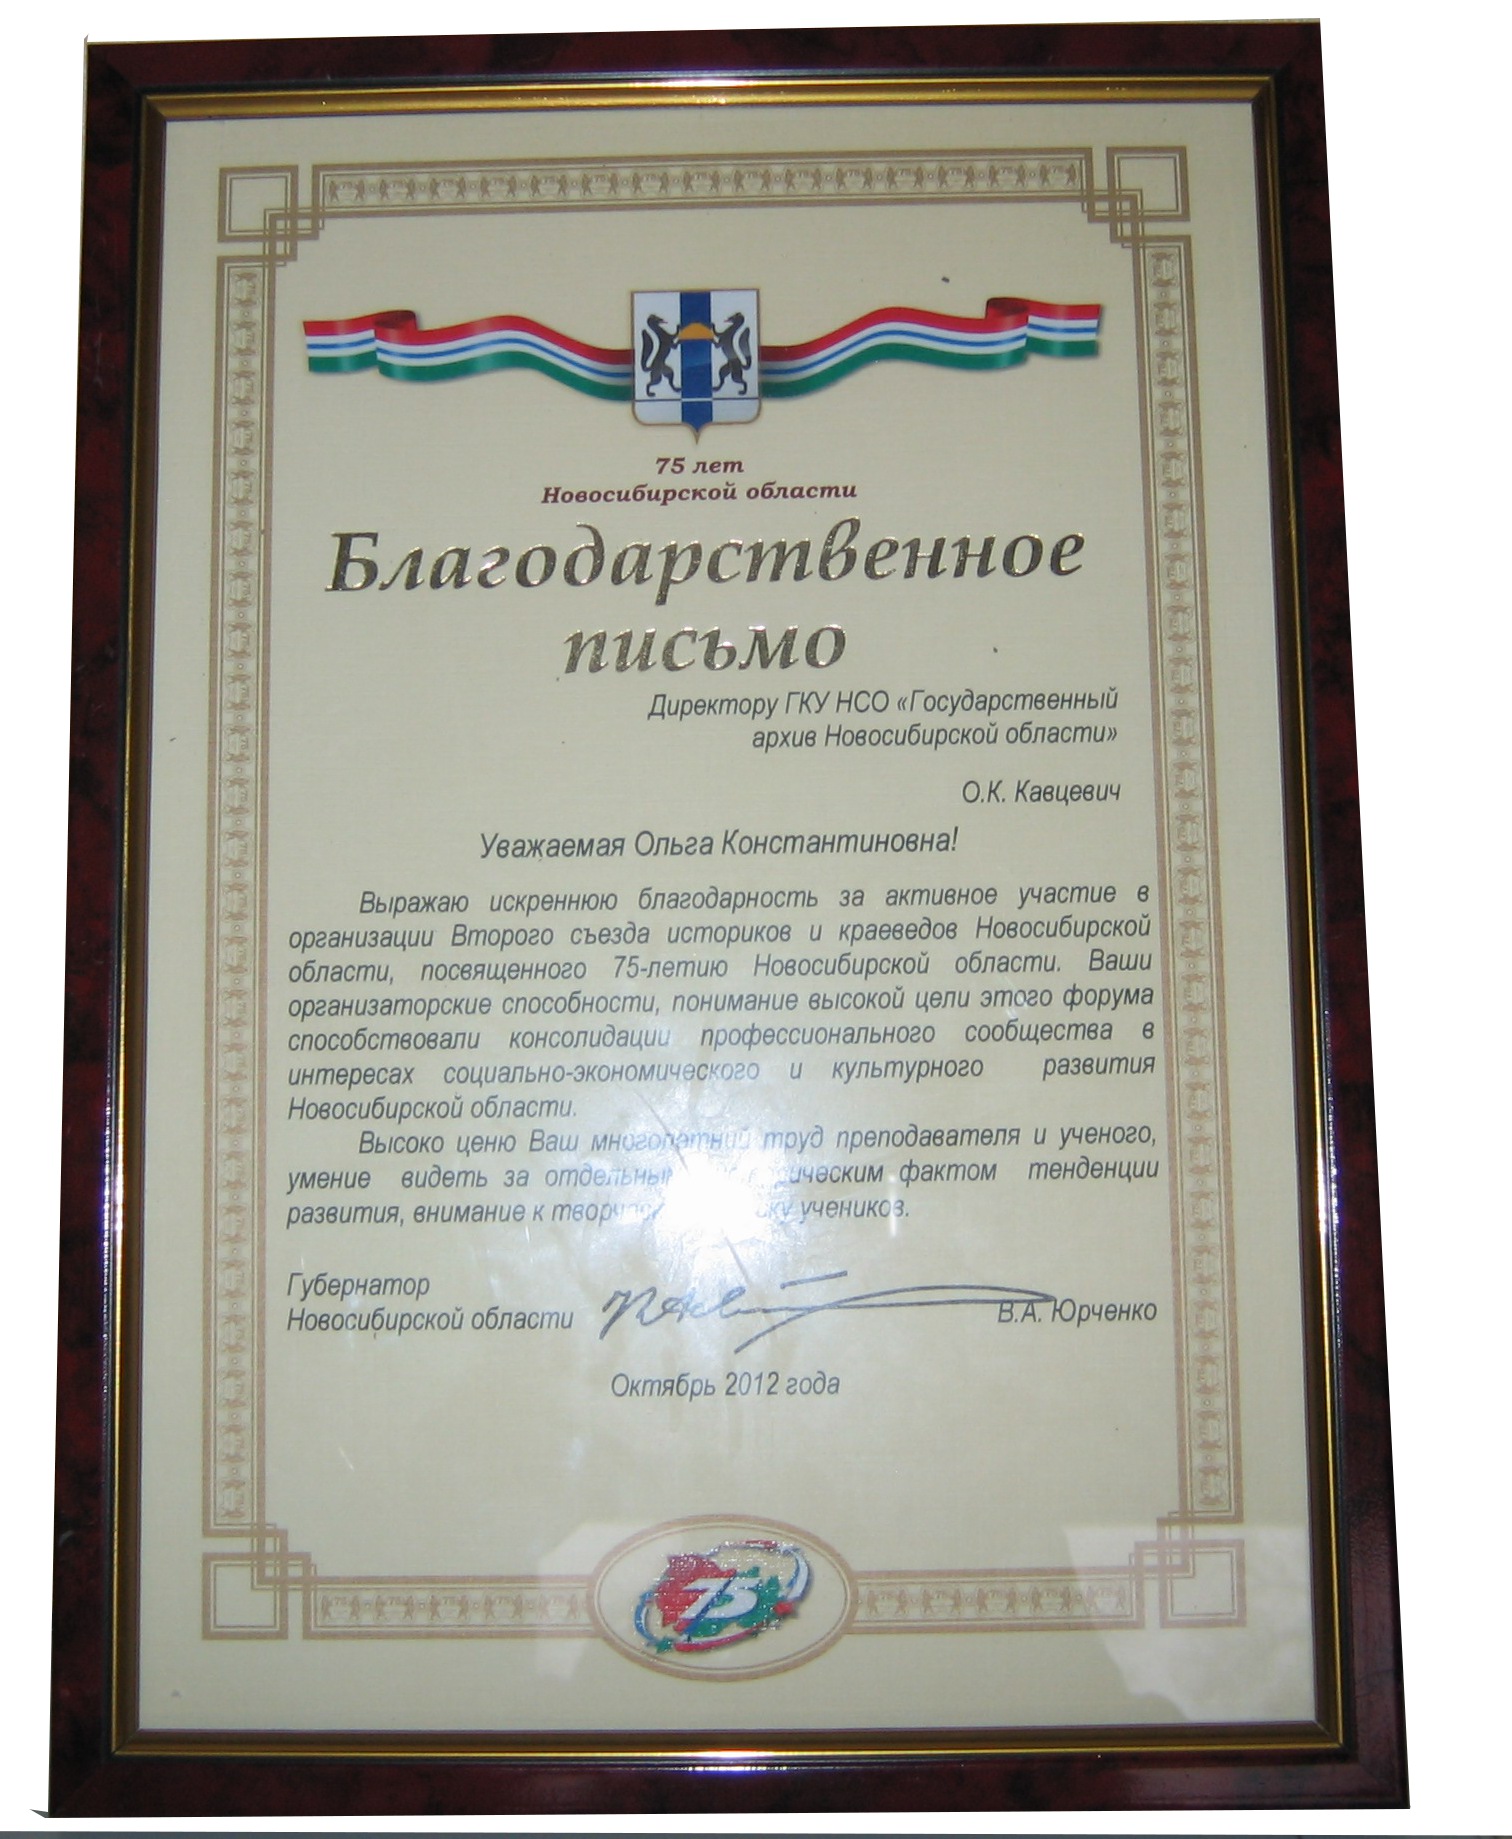 75 лет
Новосибирской области
Благодарственное
письмо
Директору ГКУ НСО «Государственный
архив Новосибирской области»
О.К. Кавцевич
Уважаемая Ольга Константиновна!
Выражаю искреннюю благодарность за активное участие в
организации Второго съезда историков и краеведов Новосибирской
области, посвященного 75-летию Новосибирской области. Ваши
организаторские способности, понимание высокой цели этого форума
способствовали консолидации профессионального сообщества в
интересах социально-экономического и культурного развития
Новосибирской области.
Высоко ценю Ваш многолетний труд преподавателя и ученого,
умение видеть за отдельным фактом тенденции
развития, внимание к учеников.
Губернатор
Новосибирской области
В.А. Юрченко
Октябрь 2012 года
75